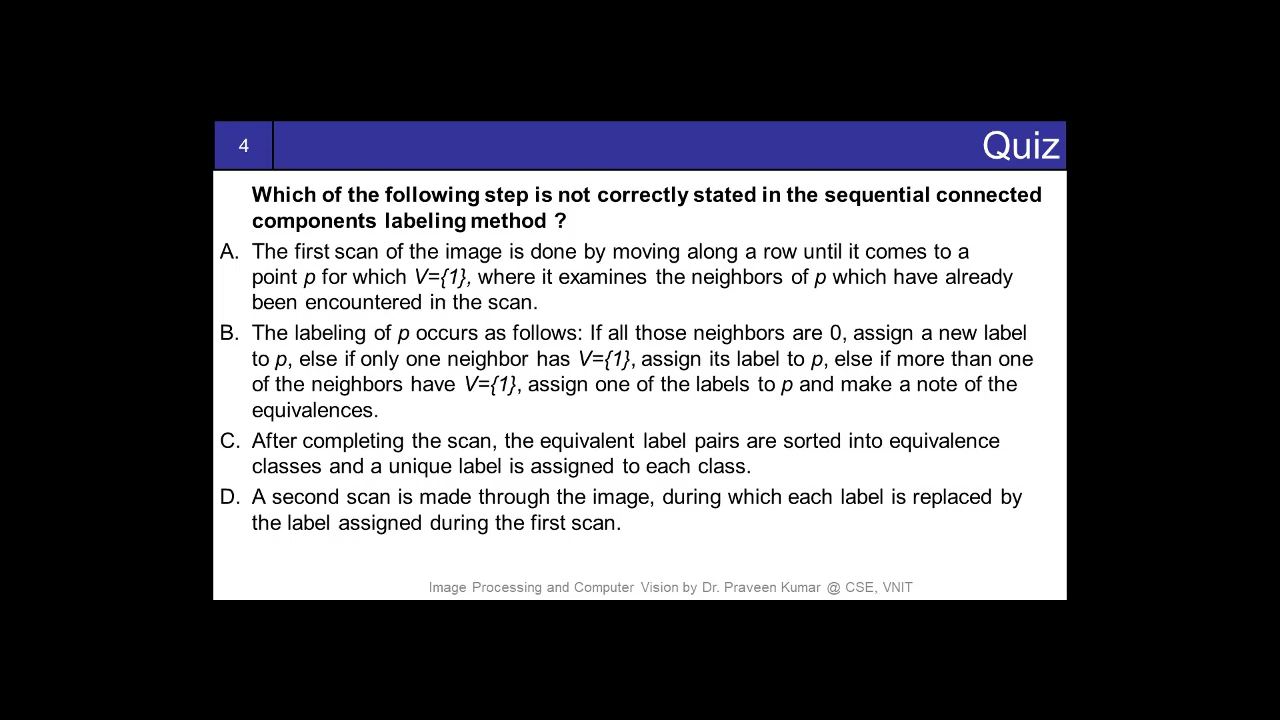 4
Quiz
Which of the following step is not correctly stated in the sequential connected
components labeling method ?
A. The first scan of the image is done by moving along a row until it comes to a
point p for which V={1}, where it examines the neighbors of p which have already
been encountered in the scan.
B. The labeling of p occurs as follows: If all those neighbors are 0, assign a new label
to p, else if only one neighbor has V={1}, assign its label to p, else if more than one
of the neighbors have V={1}, assign one of the labels to p and make a note of the
equivalences.
C. After completing the scan, the equivalent label pairs are sorted into equivalence
classes and a unique label is assigned to each class.
D. A second scan is made through the image, during which each label is replaced by
the label assigned during the first scan.
Image Processing and Computer Vision by Dr. Praveen Kumar @ CSE, VNIT